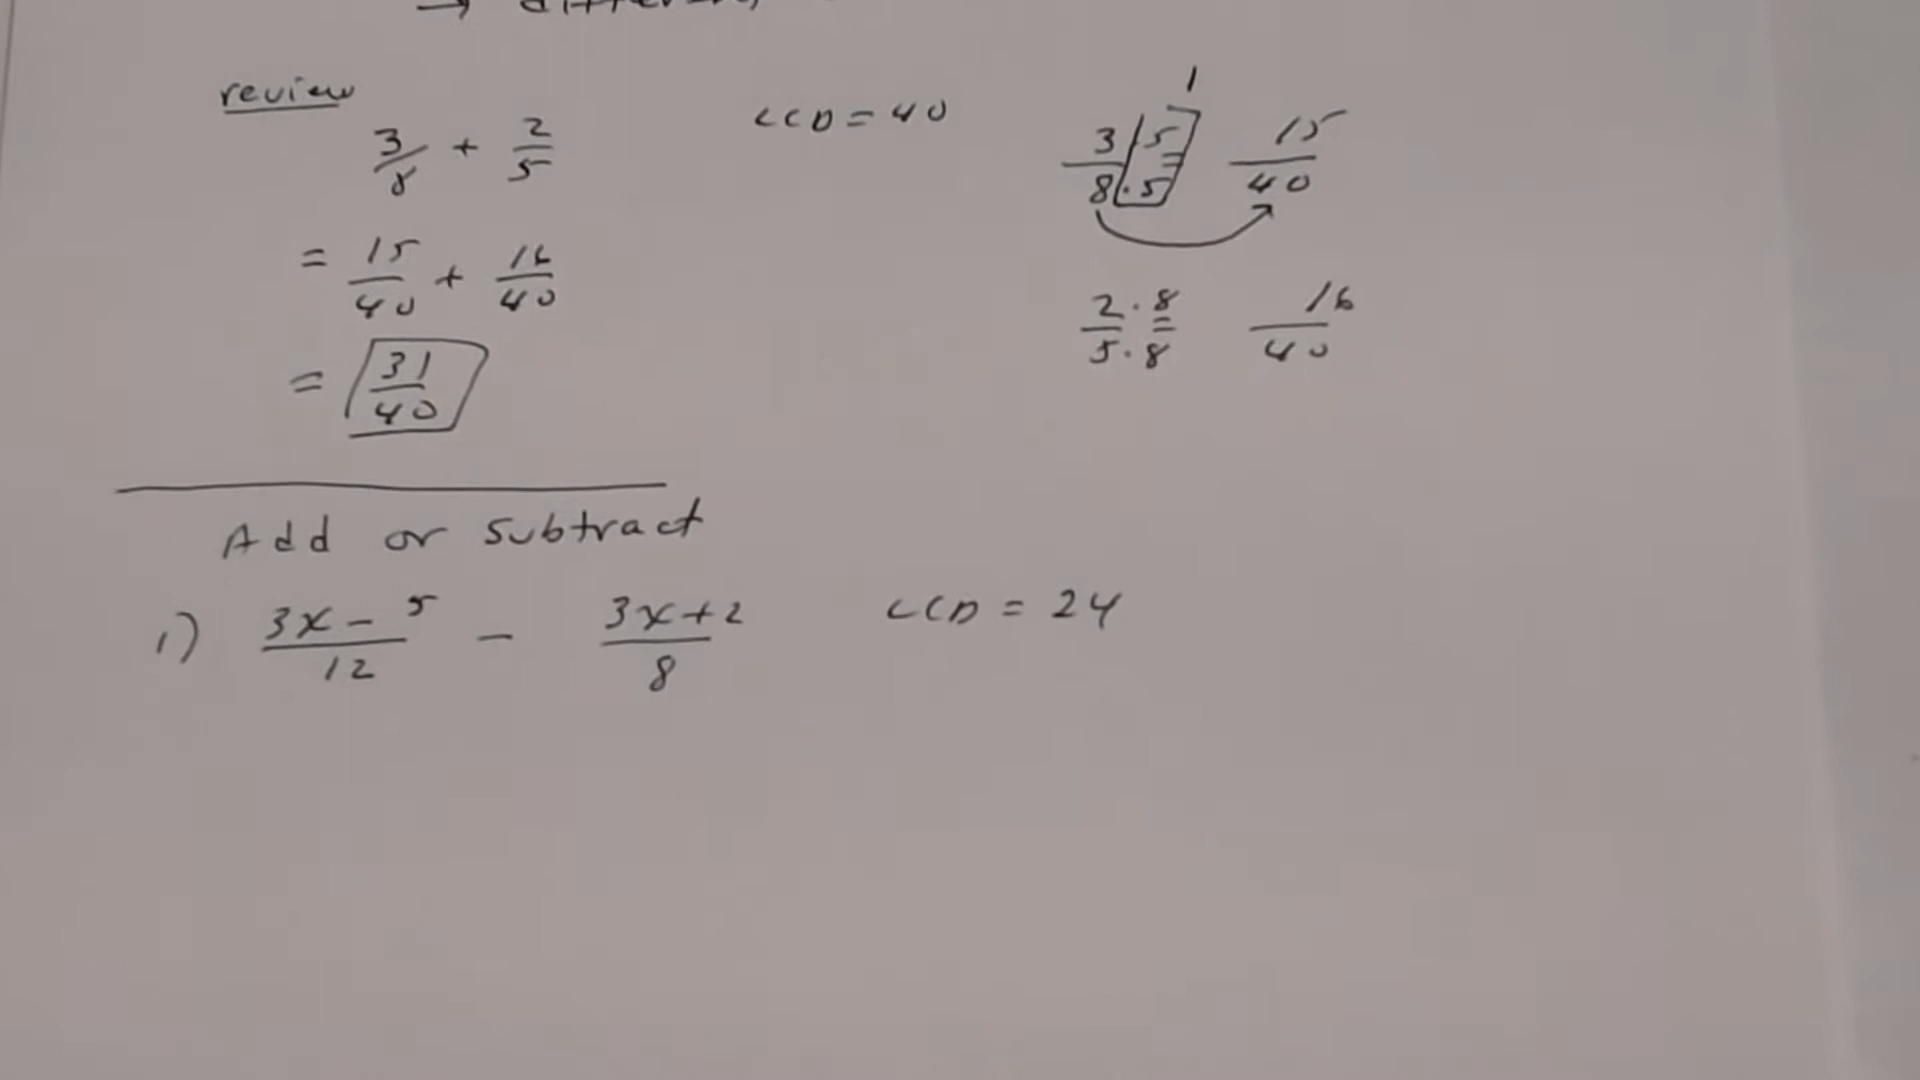 →
review
3/8 + 2/5
= 15/40 + 16/40
= 31/40
LCD = 40
1
3 · 5 / 8 · 5 = 15/40
2 · 8 / 5 · 8 = 16/40
Add or subtract
1) (3x - 5)/12 - (3x+2)/8 LCD = 24